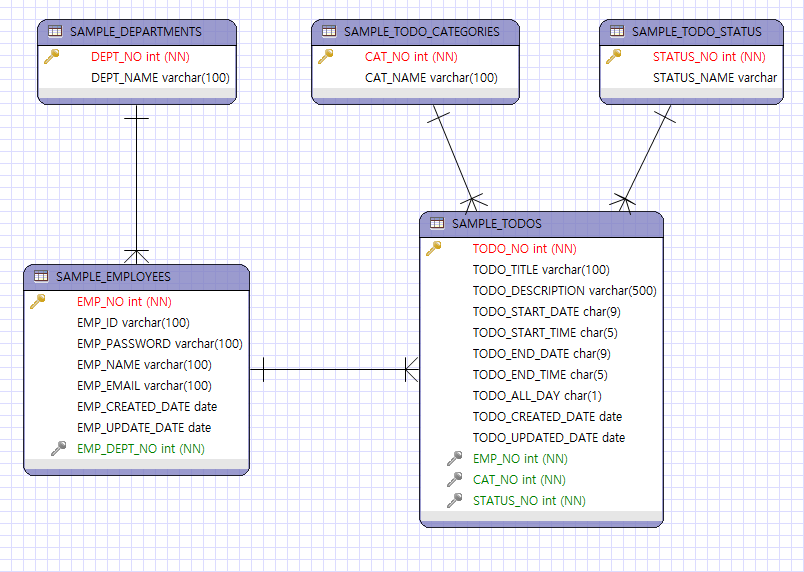 SAMPLE_DEPARTMENTS
DEPT_NO int (NN)
DEPT_NAME varchar(100)
SAMPLE_TODO_CATEGORIES
CAT_NO int (NN)
CAT_NAME varchar(100)
SAMPLE_TODO_STATUS
STATUS_NO int (NN)
STATUS_NAME varchar
SAMPLE_EMPLOYEES
EMP_NO int (NN)
EMP_ID varchar(100)
EMP_PASSWORD varchar(100)
EMP_NAME varchar(100)
EMP_EMAIL varchar(100)
EMP_CREATED_DATE date
EMP_UPDATE_DATE date
EMP_DEPT_NO int (NN)
SAMPLE_TODOS
TODO_NO int (NN)
TODO_TITLE varchar(100)
TODO_DESCRIPTION varchar(500)
TODO_START_DATE char(9)
TODO_START_TIME char(5)
TODO_END_DATE char(9)
TODO_END_TIME char(5)
TODO_ALL_DAY char(1)
TODO_CREATED_DATE date
TODO_UPDATED_DATE date
EMP_NO int (NN)
CAT_NO int (NN)
STATUS_NO int (NN)